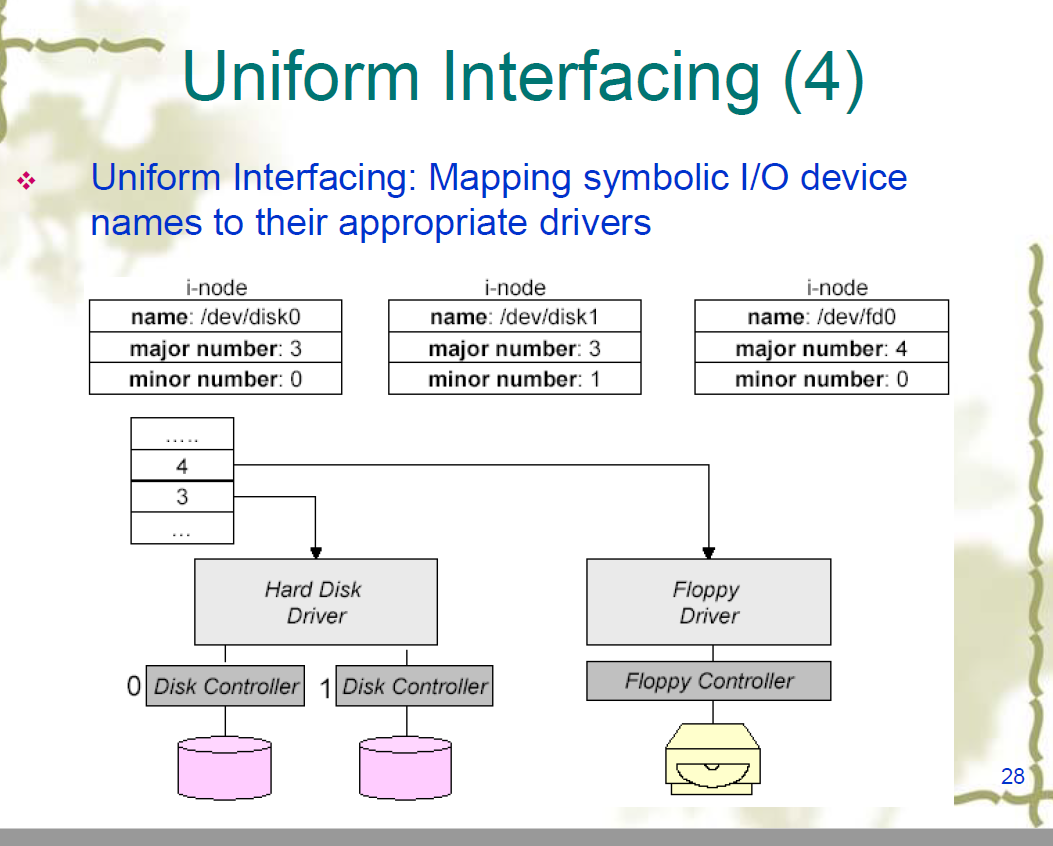 Uniform Interfacing (4)
Uniform Interfacing: Mapping symbolic I/O device
names to their appropriate drivers
i-node
name: /dev/disk0
major number: 3
minor number: 0
i-node
name: /dev/disk1
major number: 3
minor number: 1
i-node
name: /dev/fd0
major number: 4
minor number: 0
.....
4
3
...
Hard Disk
Driver
Floppy
Driver
0
Disk Controller
1
Disk Controller
Floppy Controller
28